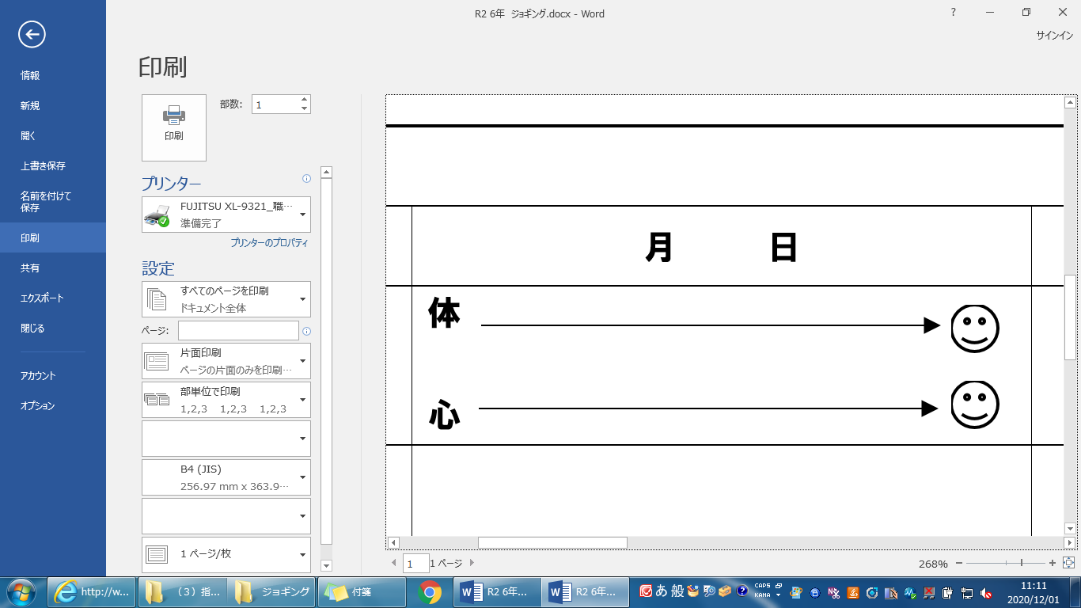 R2 6年 ジョギング.docx - Word
?
サインイン
情報
新規
開く
上書き保存
名前を付けて
保存
印刷
共有
エクスポート
閉じる
アカウント
オプション
印刷
印刷
部数: 1
プリンター
FUJITSU XL-9321_職…
準備完了
プリンターのプロパティ
設定
すべてのページを印刷
ドキュメント全体
ページ:
片面印刷
ページの片面のみを印刷…
部単位で印刷
1,2,3 1,2,3 1,2,3
B4 (JIS)
256.97 mm x 363.9…
1 ページ/枚
月 日
体
心
1 1 ページ
268%
http://w...
（3）指...
ジョギング
付箋
R2 6年...
R2 6年...
あ 般
CAPS
KANA
11:11
2020/12/01